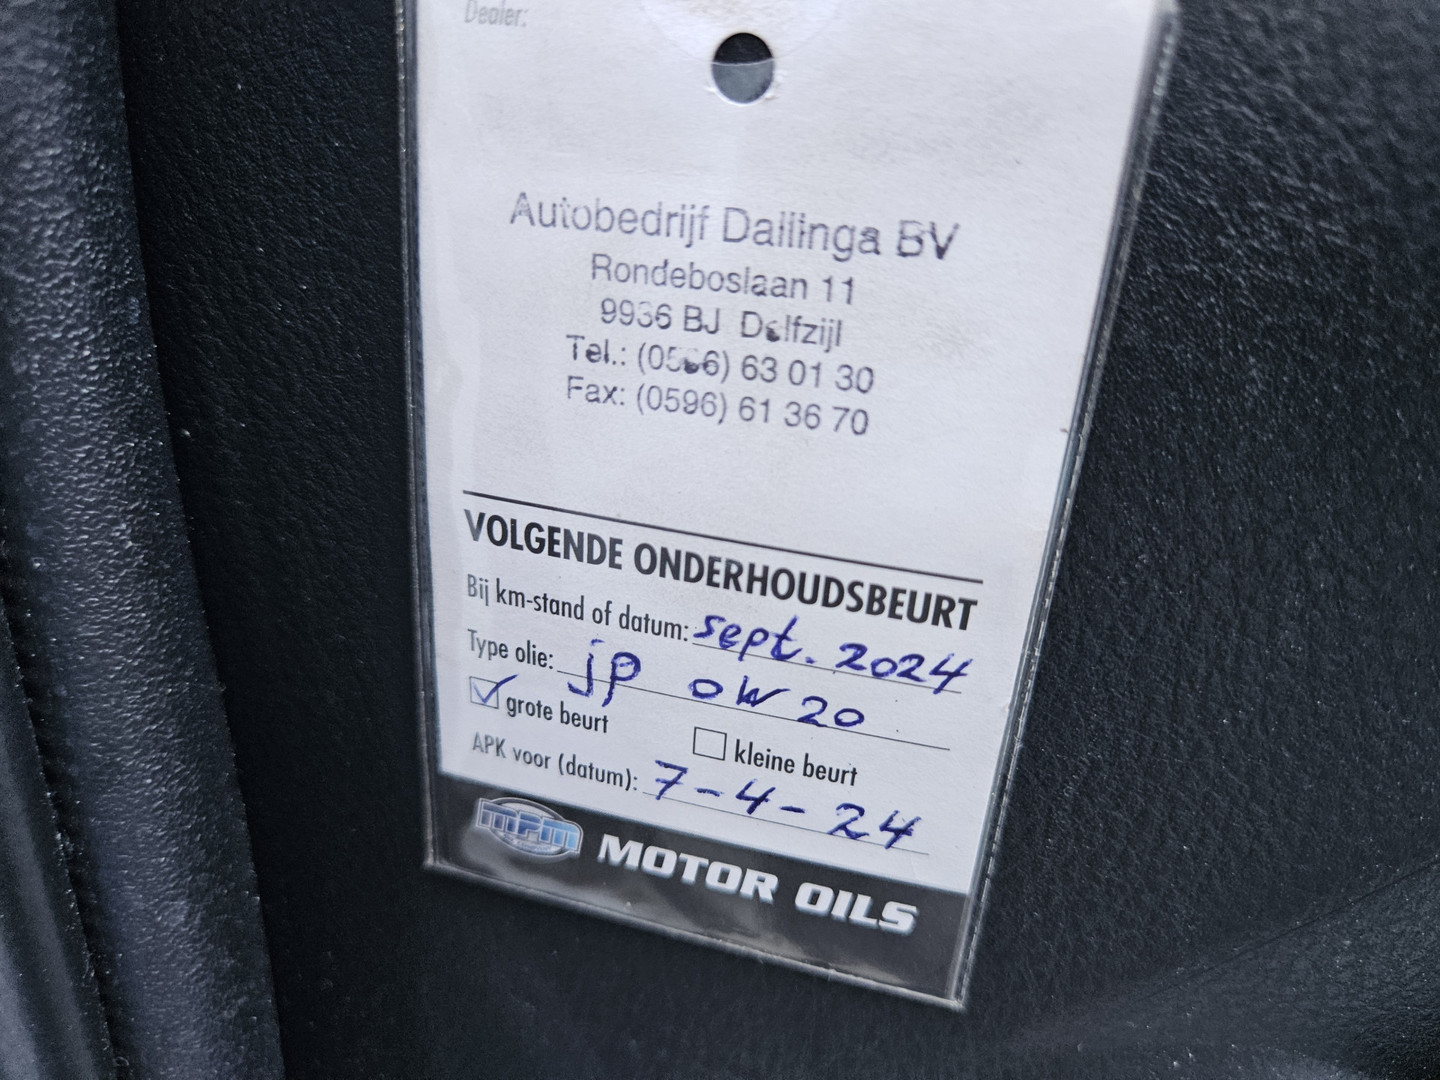 Dealer:
Autobedrijf Dallinga BV
Rondeboslaan 11
9936 BJ Delfzijl
Tel.: (0596) 63 01 30
Fax: (0596) 61 36 70
VOLGENDE ONDERHOUDSBEURT
Bij km-stand of datum: sept. 2024
Type olie: jp 0W20
grote beurt kleine beurt
APK voor (datum): 7-4-24
MPM MOTOR OILS